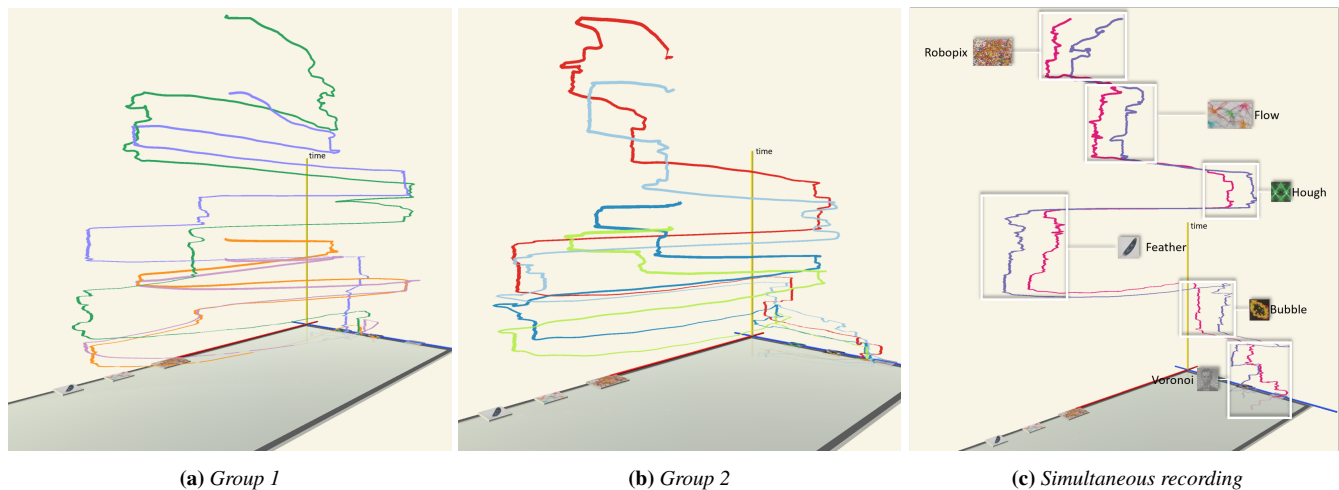 time
time
Robopix
Flow
Hough
Feather
time
Bubble
Voronoi
(a) Group 1
(b) Group 2
(c) Simultaneous recording